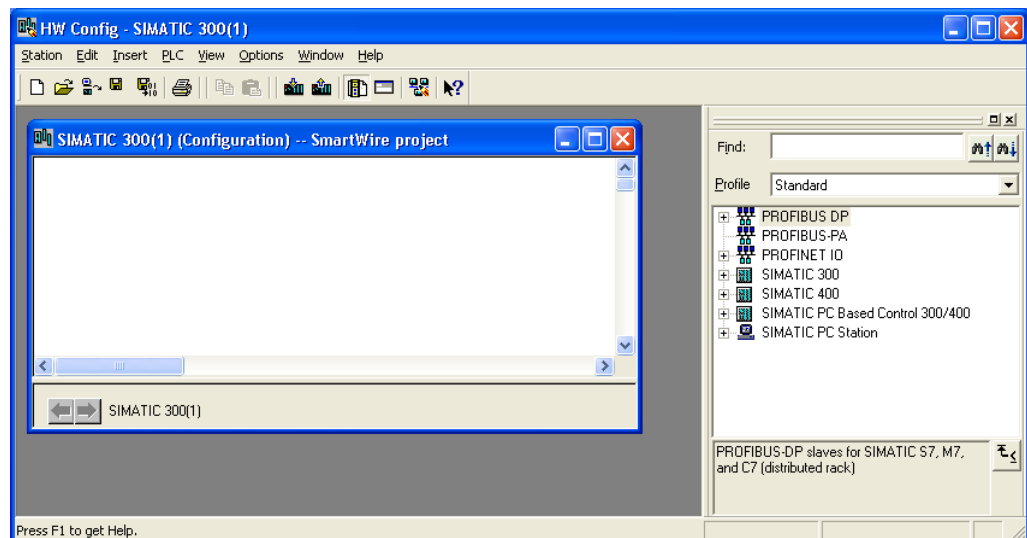 HW Config - SIMATIC 300(1)
Station Edit Insert PLC View Options Window Help
SIMATIC 300(1) (Configuration) -- SmartWire project
SIMATIC 300(1)
Find:
Profile Standard
PROFIBUS DP
PROFIBUS-PA
PROFINET IO
SIMATIC 300
SIMATIC 400
SIMATIC PC Based Control 300/400
SIMATIC PC Station
PROFIBUS-DP slaves for SIMATIC S7, M7,
and C7 (distributed rack)
Press F1 to get Help.